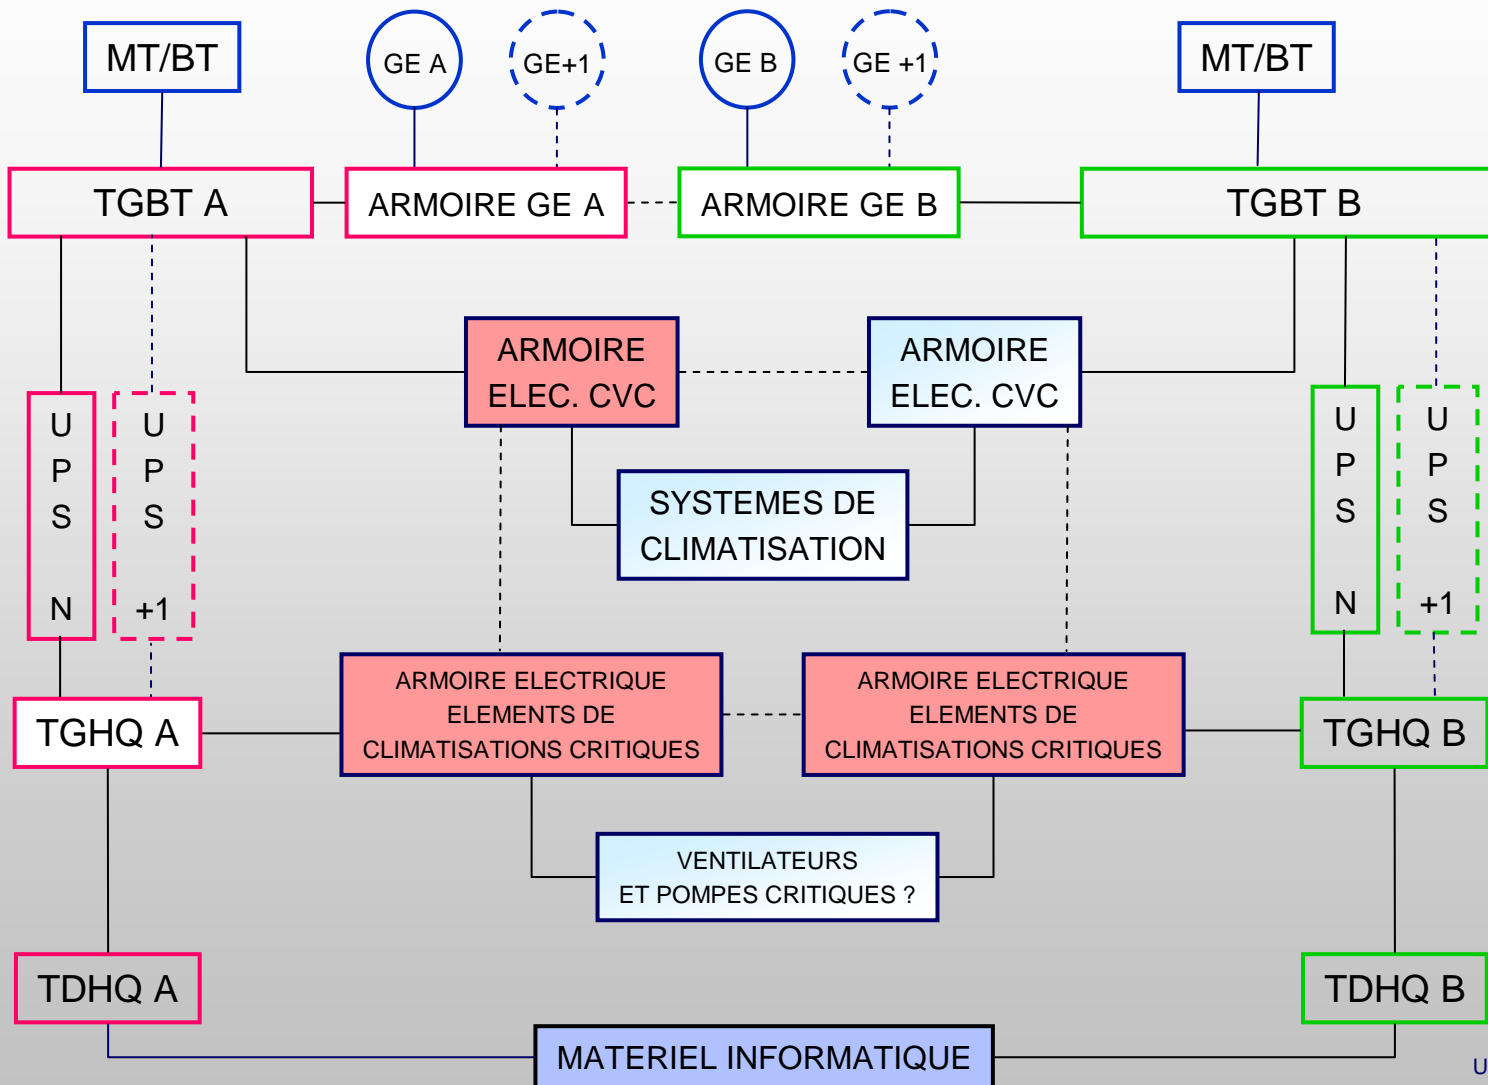 MT/BT
GE A
GE+1
GE B
GE +1
MT/BT
TGBT A
ARMOIRE GE A
ARMOIRE GE B
TGBT B
ARMOIRE
ELEC. CVC
ARMOIRE
ELEC. CVC
U
P
S
N
U
P
S
+1
SYSTEMES DE
CLIMATISATION
U
P
S
N
U
P
S
+1
TGHQ A
ARMOIRE ELECTRIQUE
ELEMENTS DE
CLIMATISATIONS CRITIQUES
ARMOIRE ELECTRIQUE
ELEMENTS DE
CLIMATISATIONS CRITIQUES
TGHQ B
VENTILATEURS
ET POMPES CRITIQUES ?
TDHQ A
TDHQ B
MATERIEL INFORMATIQUE
U